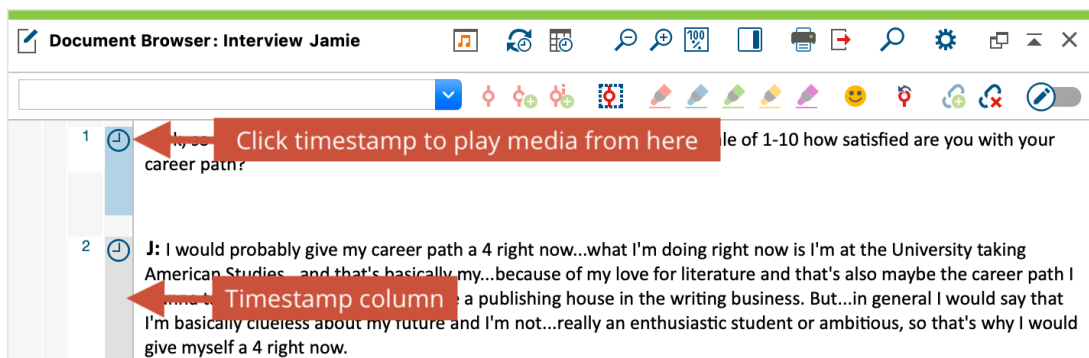 Document Browser: Interview Jamie
100
%
1
Click timestamp to play media from here
le of 1-10 how satisfied are you with your
career path?
2
J: I would probably give my career path a 4 right now...what I'm doing right now is I'm at the University taking
American Studies...and that's basically my...because of my love for literature and that's also maybe the career path I
Timestamp column
a publishing house in the writing business. But...in general I would say that
I'm basically clueless about my future and I'm not...really an enthusiastic student or ambitious, so that's why I would
give myself a 4 right now.